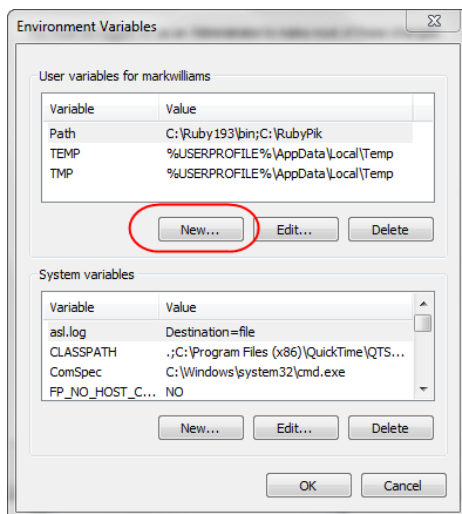 Environment Variables
User variables for markwilliams
Variable Value
Path C:\Ruby193\bin;C:\RubyPik
TEMP %USERPROFILE%\AppData\Local\Temp
TMP %USERPROFILE%\AppData\Local\Temp
New... Edit... Delete
System variables
Variable Value
asl.log Destination=file
CLASSPATH .;C:\Program Files (x86)\QuickTime\QTS...
ComSpec C:\Windows\system32\cmd.exe
FP_NO_HOST_C... NO
New... Edit... Delete
OK Cancel